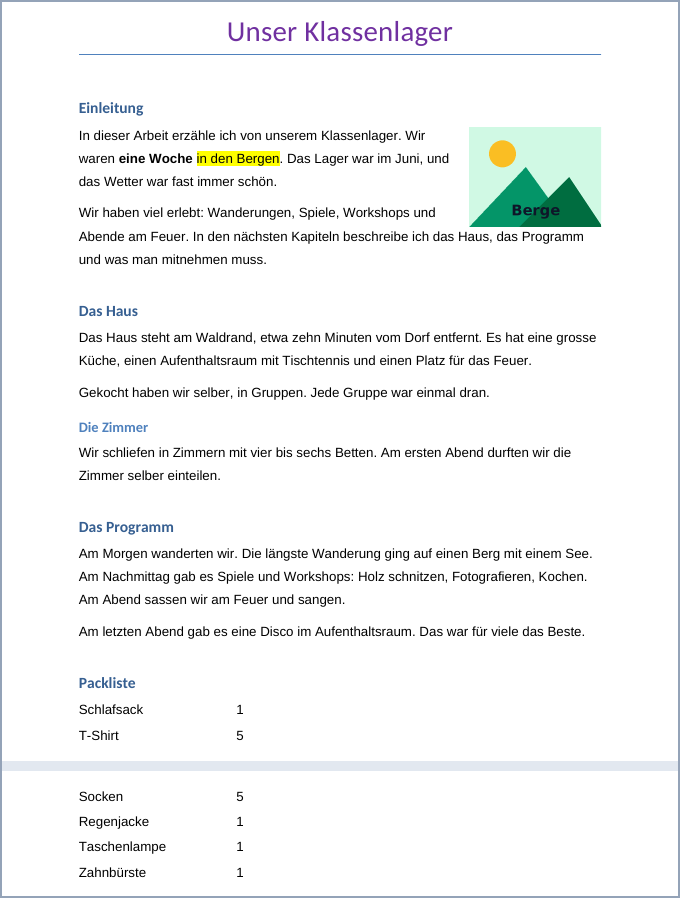 Unser Klassenlager
Einleitung
In dieser Arbeit erzähle ich von unserem Klassenlager. Wir
waren eine Woche in den Bergen. Das Lager war im Juni, und
das Wetter war fast immer schön.
Berge
Wir haben viel erlebt: Wanderungen, Spiele, Workshops und
Abende am Feuer. In den nächsten Kapiteln beschreibe ich das Haus, das Programm
und was man mitnehmen muss.
Das Haus
Das Haus steht am Waldrand, etwa zehn Minuten vom Dorf entfernt. Es hat eine grosse
Küche, einen Aufenthaltsraum mit Tischtennis und einen Platz für das Feuer.
Gekocht haben wir selber, in Gruppen. Jede Gruppe war einmal dran.
Die Zimmer
Wir schliefen in Zimmern mit vier bis sechs Betten. Am ersten Abend durften wir die
Zimmer selber einteilen.
Das Programm
Am Morgen wanderten wir. Die längste Wanderung ging auf einen Berg mit einem See.
Am Nachmittag gab es Spiele und Workshops: Holz schnitzen, Fotografieren, Kochen.
Am Abend sassen wir am Feuer und sangen.
Am letzten Abend gab es eine Disco im Aufenthaltsraum. Das war für viele das Beste.
Packliste
Schlafsack 1
T-Shirt 5
Socken 5
Regenjacke 1
Taschenlampe 1
Zahnbürste 1